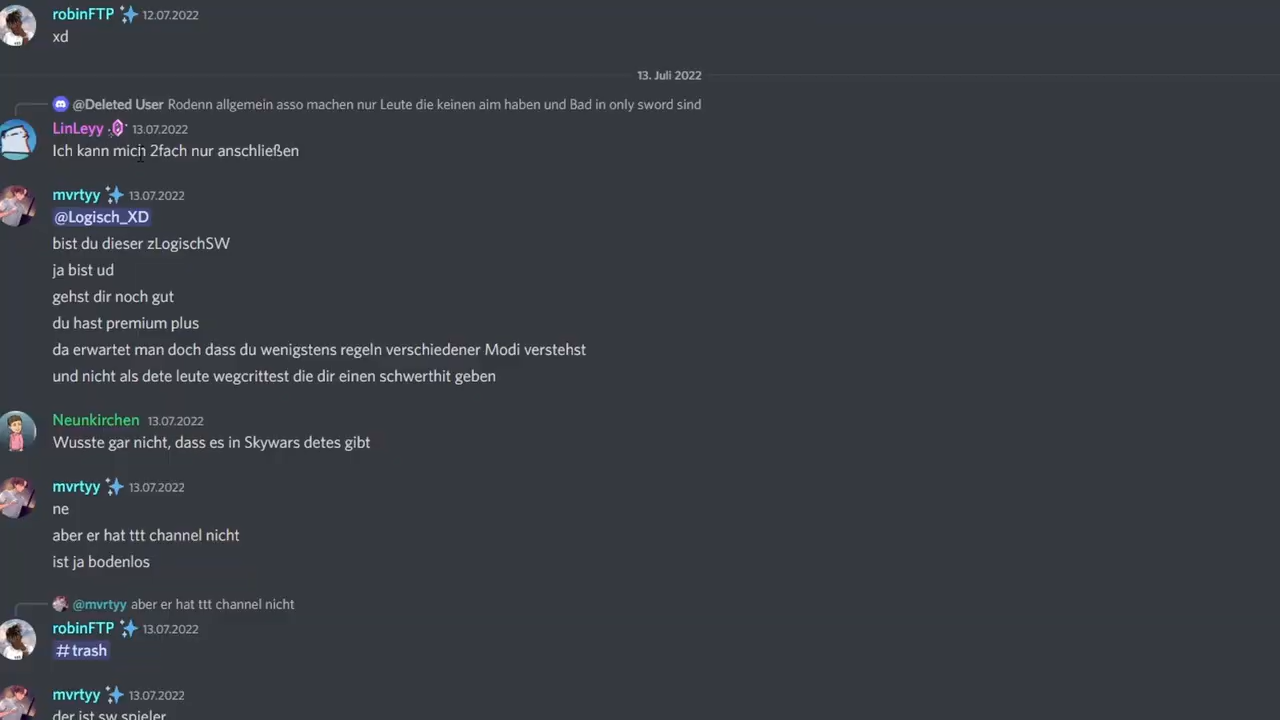 robinFTP 12.07.2022
xd
13. Juli 2022
@Deleted User Rodenn allgemein asso machen nur Leute die keinen aim haben und Bad in only sword sind
LinLeyy 13.07.2022
Ich kann mich 2fach nur anschließen
mvrtyy 13.07.2022
@Logisch_XD
bist du dieser zLogischSW
ja bist ud
gehst dir noch gut
du hast premium plus
da erwartet man doch dass du wenigstens regeln verschiedener Modi verstehst
und nicht als dete leute wegcrittest die dir einen schwerthit geben
Neunkirchen 13.07.2022
Wusste gar nicht, dass es in Skywars detes gibt
mvrtyy 13.07.2022
ne
aber er hat ttt channel nicht
ist ja bodenlos
@mvrtyy aber er hat ttt channel nicht
robinFTP 13.07.2022
#trash
mvrtyy 13.07.2022
der ist sw spieler